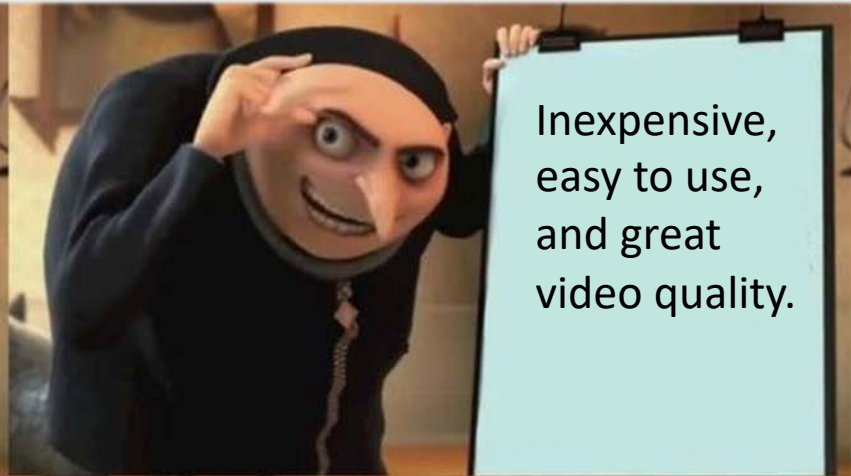 Inexpensive,
easy to use,
and great
video quality.